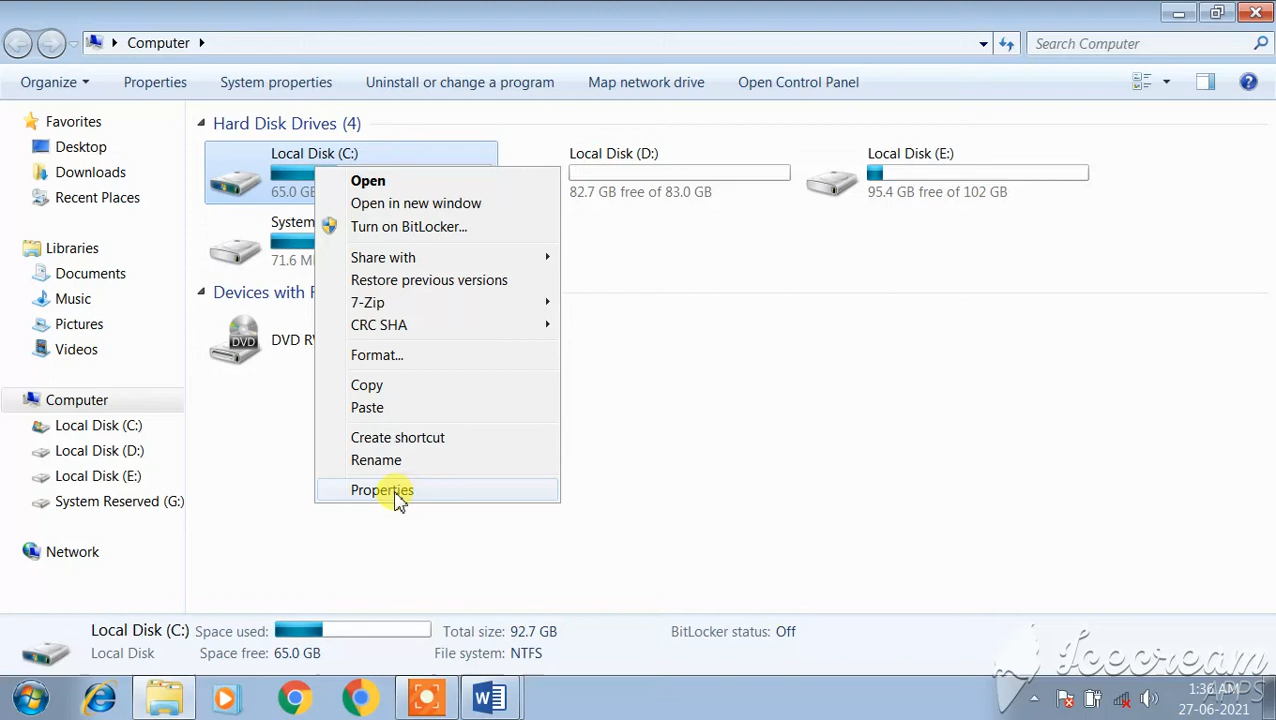 Computer
Search Computer
Organize
Properties
System properties
Uninstall or change a program
Map network drive
Open Control Panel
Favorites
Desktop
Downloads
Recent Places
Libraries
Documents
Music
Pictures
Videos
Computer
Local Disk (C:)
Local Disk (D:)
Local Disk (E:)
System Reserved (G:)
Network
Hard Disk Drives (4)
Local Disk (C:)
65.0 G
Local Disk (D:)
82.7 GB free of 83.0 GB
Local Disk (E:)
95.4 GB free of 102 GB
System
71.6 M
Devices with
DVD
DVD R
Open
Open in new window
Turn on BitLocker...
Share with
Restore previous versions
7-Zip
CRC SHA
Format...
Copy
Paste
Create shortcut
Rename
Properties
Local Disk (C:) Space used: Total size: 92.7 GB BitLocker status: Off
Local Disk Space free: 65.0 GB File system: NTFS
Icecream
APPS
1:36 AM
27-06-2021